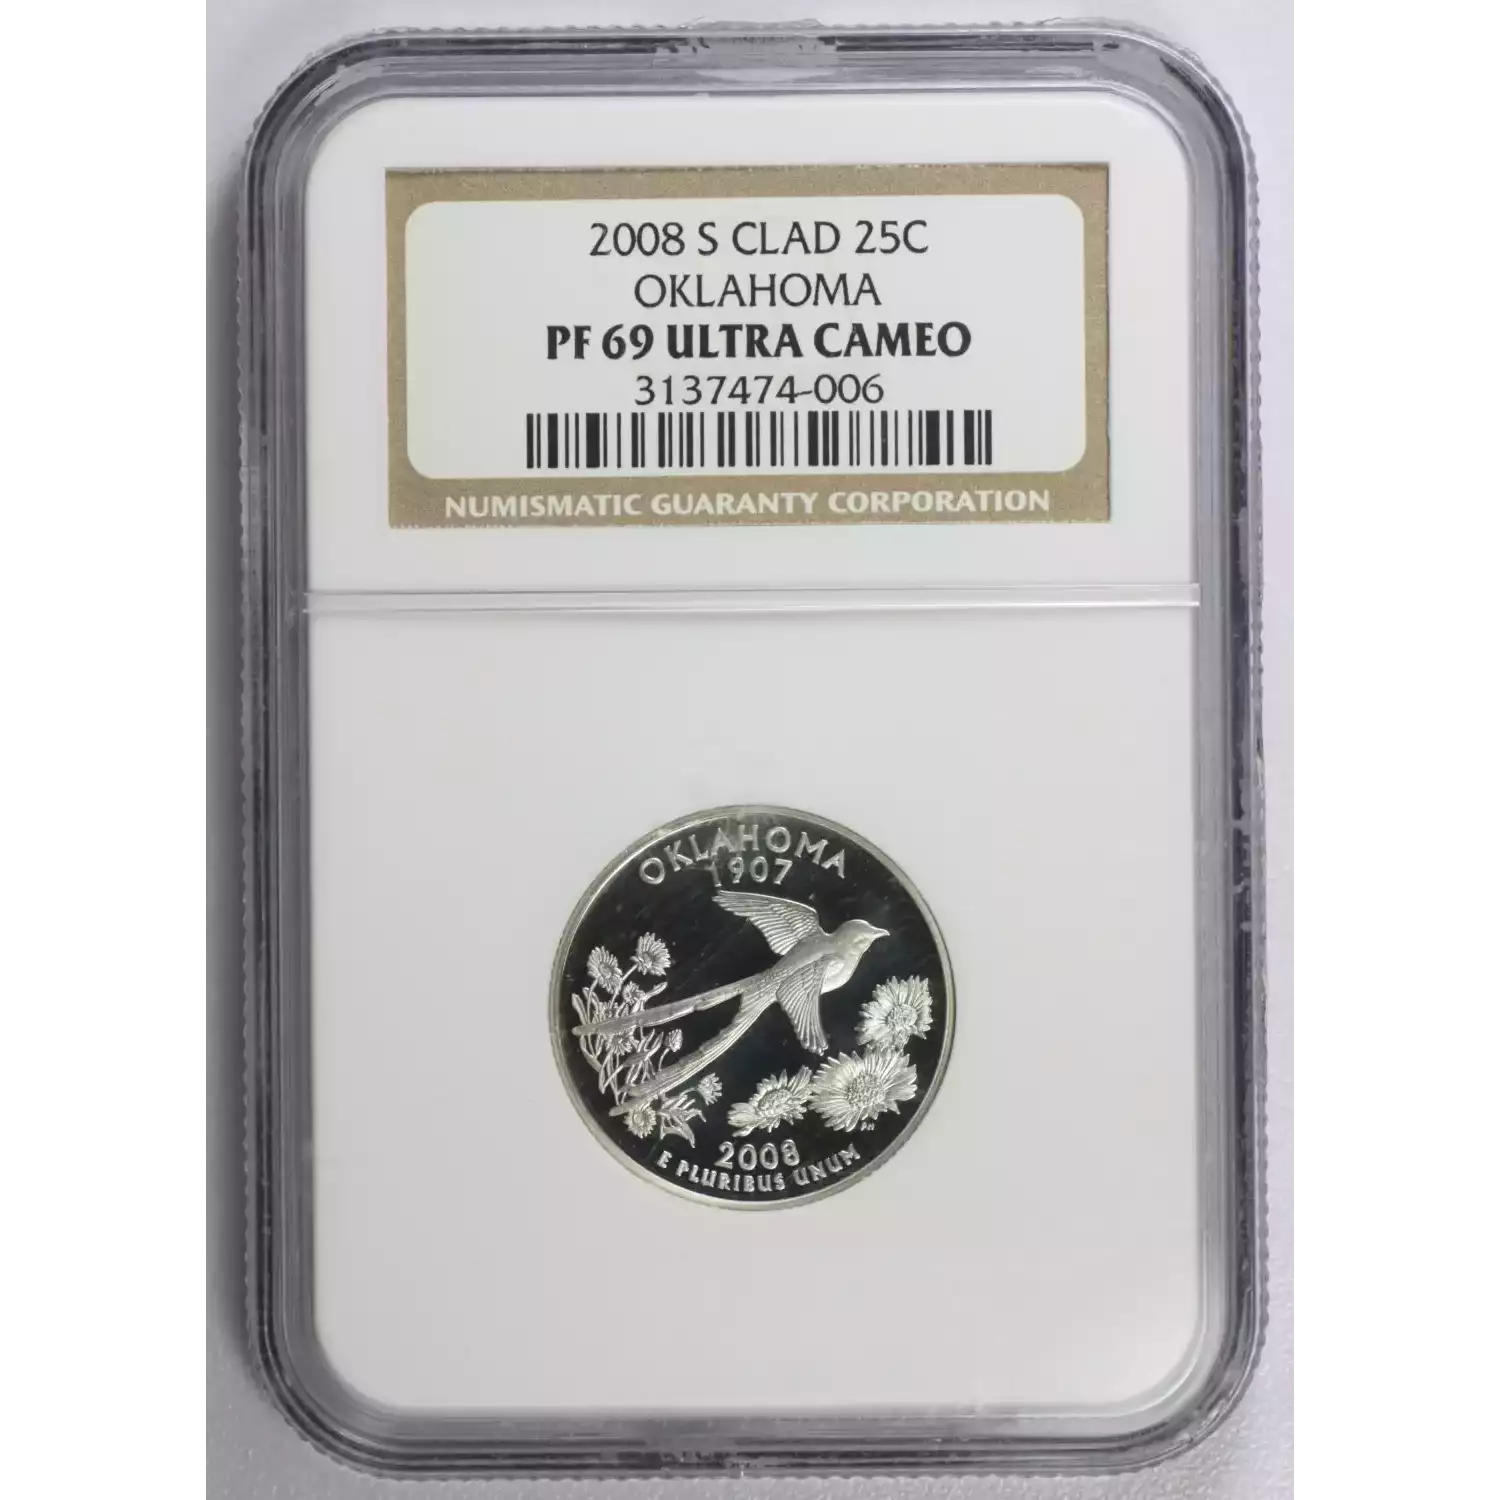 2008 S CLAD 25C
OKLAHOMA
PF 69 ULTRA CAMEO
3137474-006
NUMISMATIC GUARANTY CORPORATION
OKLAHOMA
1907
2008
E PLURIBUS UNUM